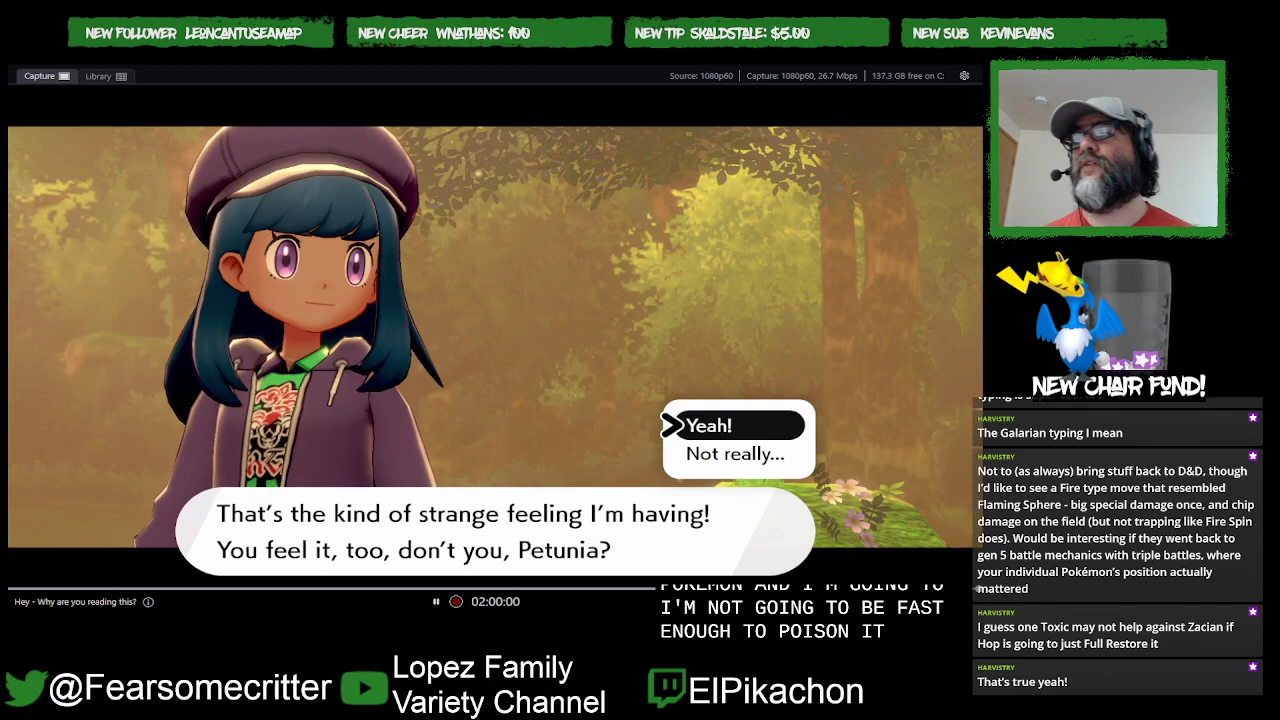 NEW FOLLOWER LEONCANTUSEAMAP
NEW CHEER WNATHANS: 100
NEW TIP SKALDSTALE: $5.00
NEW SUB KEVINEVANS
Capture
Library
Source: 1080p60
Capture: 1080p60, 26.7 Mbps
137.3 GB free on C:
Yeah!
Not really...
That's the kind of strange feeling I'm having!
You feel it, too, don't you, Petunia?
Hey - Why are you reading this?
02:00:00
POKEMON AND I'M GOING TO
I'M NOT GOING TO BE FAST
ENOUGH TO POISON IT
NEW CHAIR FUND!
HARVISTRY
The Galarian typing I mean
HARVISTRY
Not to (as always) bring stuff back to D&D, though
I'd like to see a Fire type move that resembled
Flaming Sphere - big special damage once, and chip
damage on the field (but not trapping like Fire Spin
does). Would be interesting if they went back to
gen 5 battle mechanics with triple battles, where
your individual Pokémon's position actually
mattered
HARVISTRY
I guess one Toxic may not help against Zacian if
Hop is going to just Full Restore it
HARVISTRY
That's true yeah!
@Fearsomecritter
Lopez Family
Variety Channel
ElPikachon